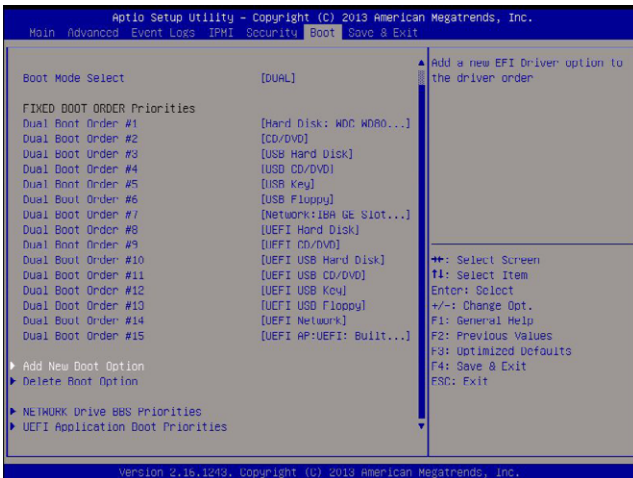 Aptio Setup Utility – Copyright (C) 2013 American Megatrends, Inc.
Main Advanced Event Logs IPMI Security Boot Save & Exit
Boot Mode Select [DUAL]
FIXED BOOT ORDER Priorities
Dual Boot Order #1 [Hard Disk: WDC WD80...]
Dual Boot Order #2 [CD/DVD]
Dual Boot Order #3 [USB Hard Disk]
Dual Boot Order #4 [USB CD/DVD]
Dual Boot Order #5 [USB Key]
Dual Boot Order #6 [USB Floppy]
Dual Boot Order #7 [Network:IBA GE Slot...]
Dual Boot Order #8 [UEFI Hard Disk]
Dual Boot Order #9 [UEFI CD/DVD]
Dual Boot Order #10 [UEFI USB Hard Disk]
Dual Boot Order #11 [UEFI USB CD/DVD]
Dual Boot Order #12 [UEFI USB Key]
Dual Boot Order #13 [UEFI USB Floppy]
Dual Boot Order #14 [UEFI Network]
Dual Boot Order #15 [UEFI AP:UEFI: Built...]
Add New Boot Option
Delete Boot Option
NETWORK Drive BBS Priorities
UEFI Application Boot Priorities
Add a new EFI Driver option to
the driver order
→←: Select Screen
↑↓: Select Item
Enter: Select
+/-: Change Opt.
F1: General Help
F2: Previous Values
F3: Optimized Defaults
F4: Save & Exit
ESC: Exit
Version 2.16.1243. Copyright (C) 2013 American Megatrends, Inc.